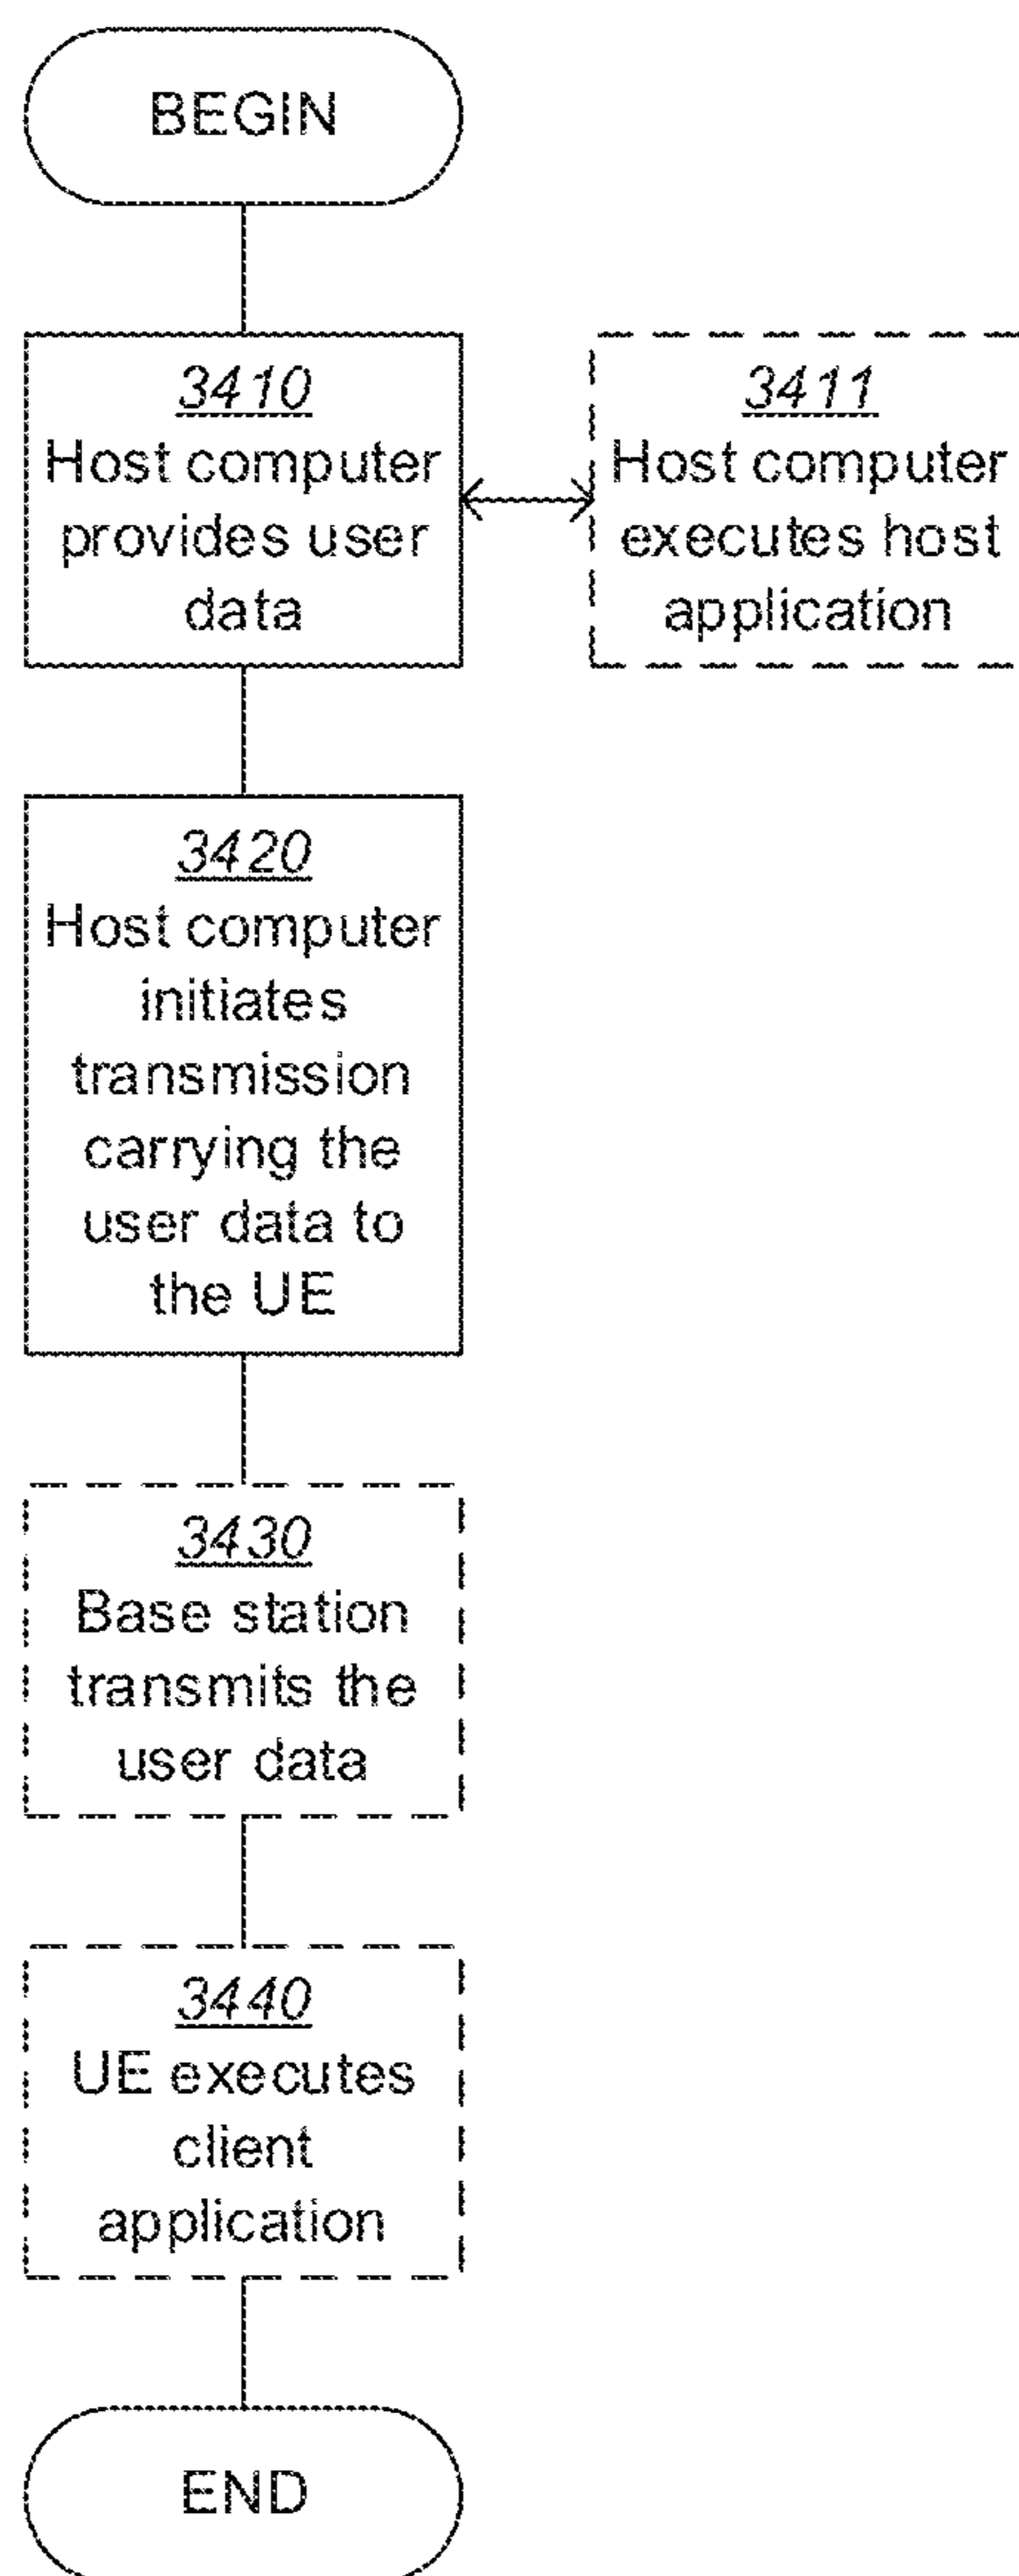 BEGIN
3410
Host computer
provides user
data
3411
Host computer
executes host
application
3420
Host computer
initiates
transmission
carrying the
user data to
the UE
3430
Base station
transmits the
user data
3440
UE executes
client
application
END